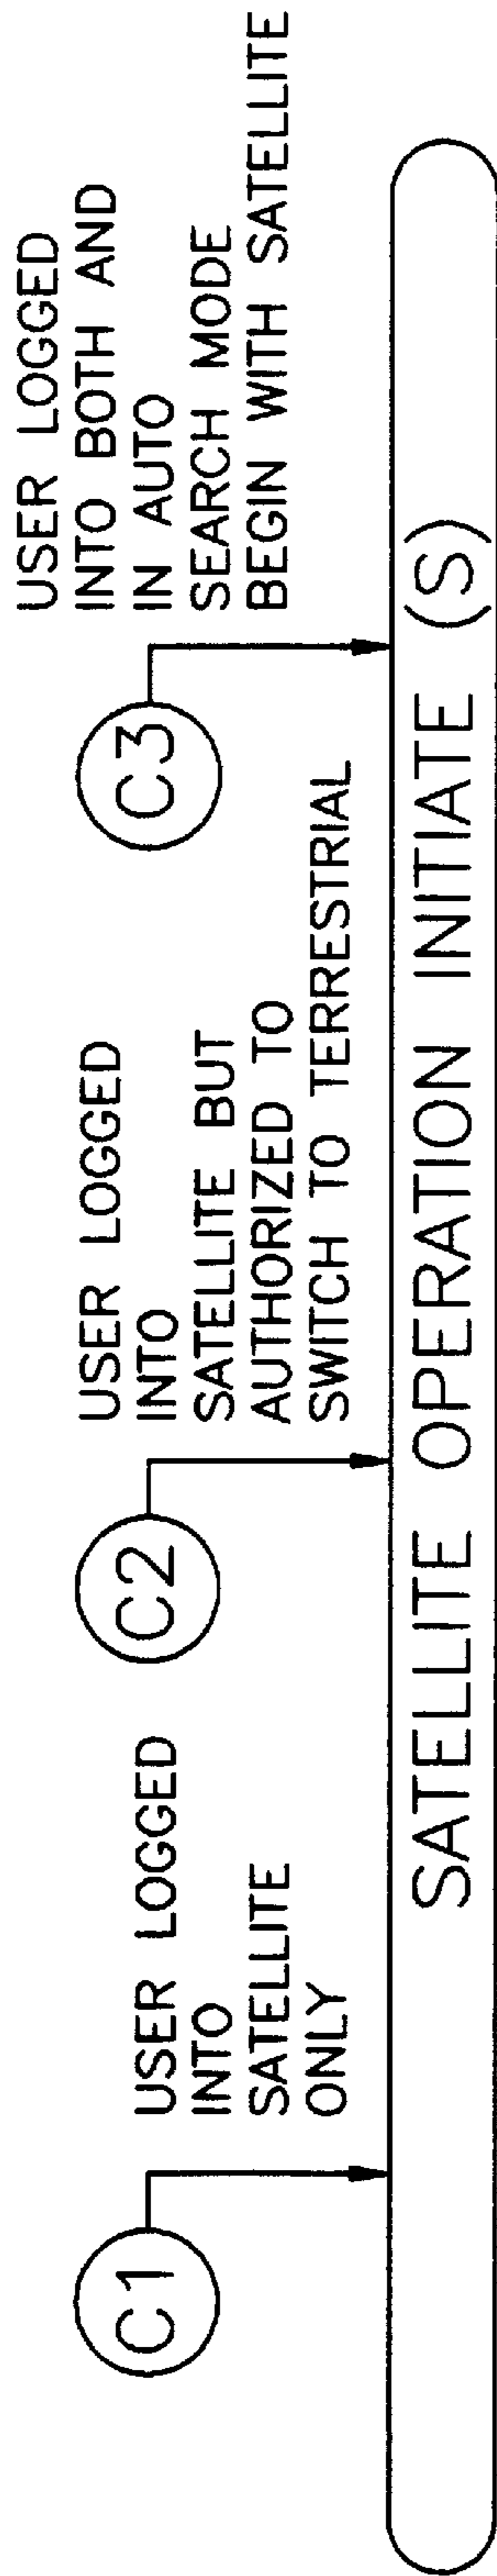 C1
USER LOGGED
INTO
SATELLITE
ONLY
C2
USER LOGGED
INTO
SATELLITE BUT
AUTHORIZED TO
SWITCH TO TERRESTRIAL
C3
USER LOGGED
INTO BOTH AND
IN AUTO
SEARCH MODE
BEGIN WITH SATELLITE
SATELLITE OPERATION INITIATE (S)